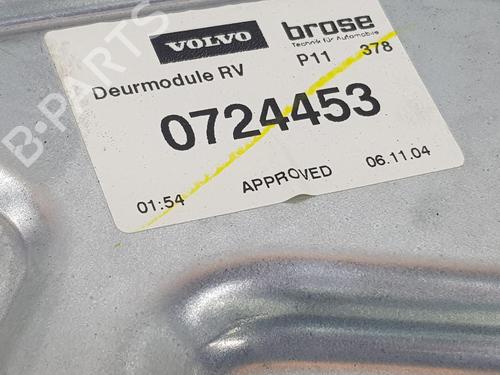 VOLVO
brose
Technik für Automobile
Deurmodule RV
P11 378
0724453
01:54 APPROVED 06.11.04
B-PARTS